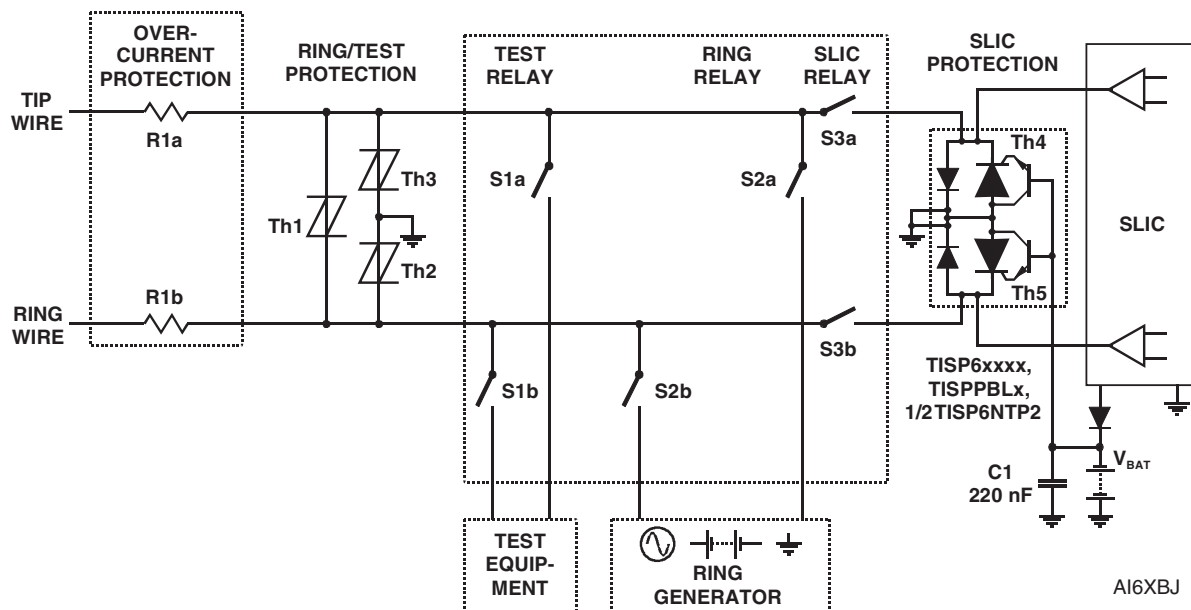 OVER-
CURRENT
PROTECTION
RING/TEST
PROTECTION
TEST
RELAY
RING
RELAY
SLIC
RELAY
SLIC
PROTECTION
TIP
WIRE
R1a
S3a
Th4
Th3
S1a
S2a
Th1
SLIC
Th2
R1b
Th5
RING
WIRE
S3b
S1b
S2b
TISP6xxxx,
TISPPBLx,
1/2TISP6NTP2
VBAT
C1
220 nF
TEST
EQUIP-
MENT
RING
GENERATOR
AI6XBJ